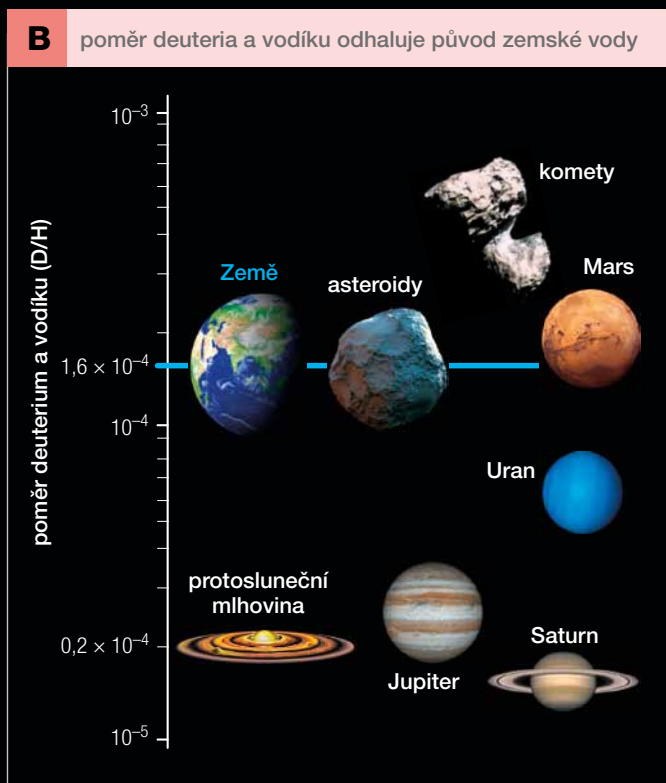 B
poměr deuteria a vodíku odhaluje původ zemské vody
poměr deuterium a vodíku (D/H)
10⁻³
komety
Země
asteroidy
Mars
1,6 × 10⁻⁴
10⁻⁴
Uran
protosluneční
mlhovina
Saturn
0,2 × 10⁻⁴
Jupiter
10⁻⁵